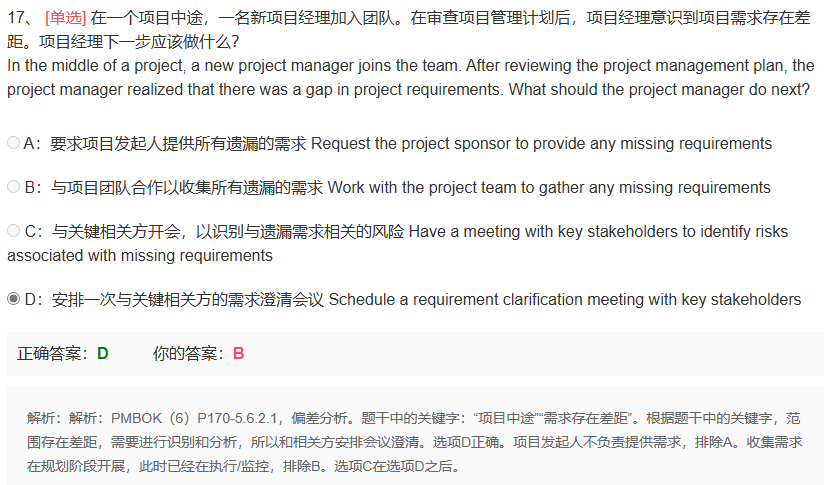 17、 [单选] 在一个项目中途，一名新项目经理加入团队。在审查项目管理计划后，项目经理意识到项目需求存在差
距。项目经理下一步应该做什么？
In the middle of a project, a new project manager joins the team. After reviewing the project management plan, the
project manager realized that there was a gap in project requirements. What should the project manager do next?
A：要求项目发起人提供所有遗漏的需求 Request the project sponsor to provide any missing requirements
B：与项目团队合作以收集所有遗漏的需求 Work with the project team to gather any missing requirements
C：与关键相关方开会，以识别与遗漏需求相关的风险 Have a meeting with key stakeholders to identify risks
associated with missing requirements
D：安排一次与关键相关方的需求澄清会议 Schedule a requirement clarification meeting with key stakeholders
正确答案：D 你的答案：B
解析：解析：PMBOK（6）P170-5.6.2.1，偏差分析。题干中的关键字：“项目中途”“需求存在差距”。根据题干中的关键字，范
围存在差距，需要进行识别和分析，所以和相关方安排会议澄清。选项D正确。项目发起人不负责提供需求，排除A。收集需求
在规划阶段开展，此时已经在执行/监控，排除B。选项C在选项D之后。